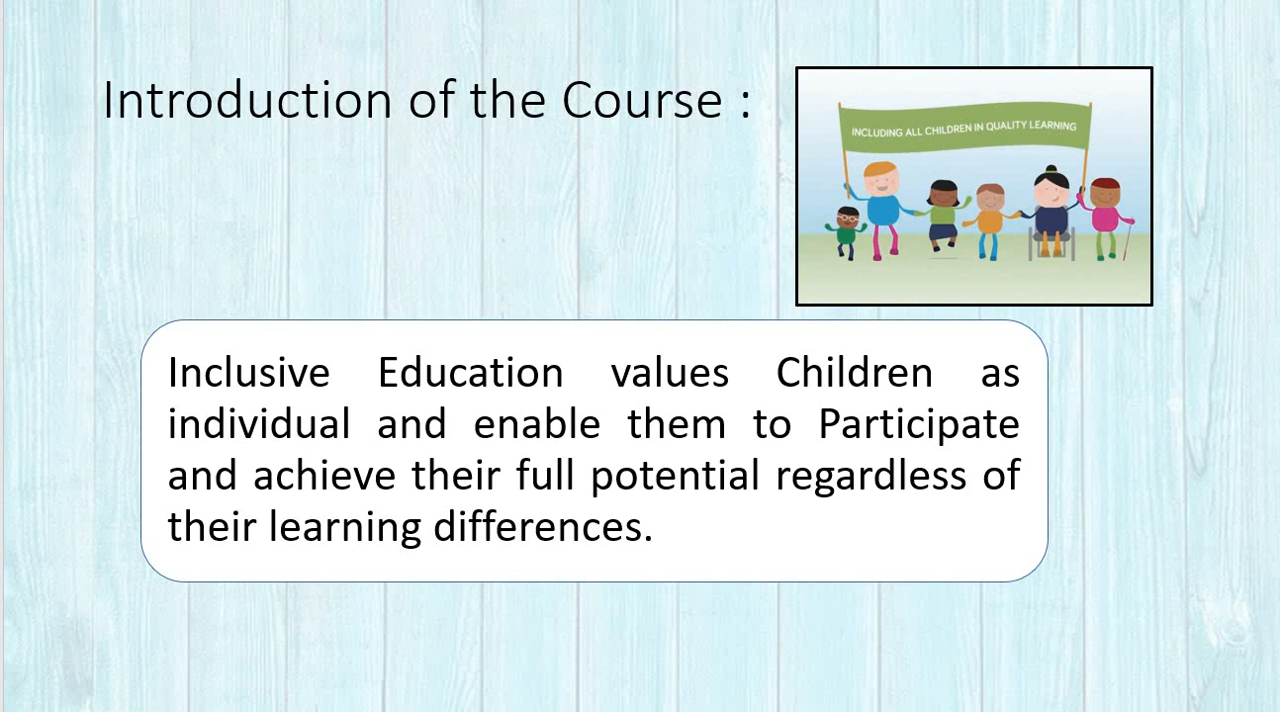 Introduction of the Course :
INCLUDING ALL CHILDREN IN QUALITY LEARNING
Inclusive Education values Children as
individual and enable them to Participate
and achieve their full potential regardless of
their learning differences.